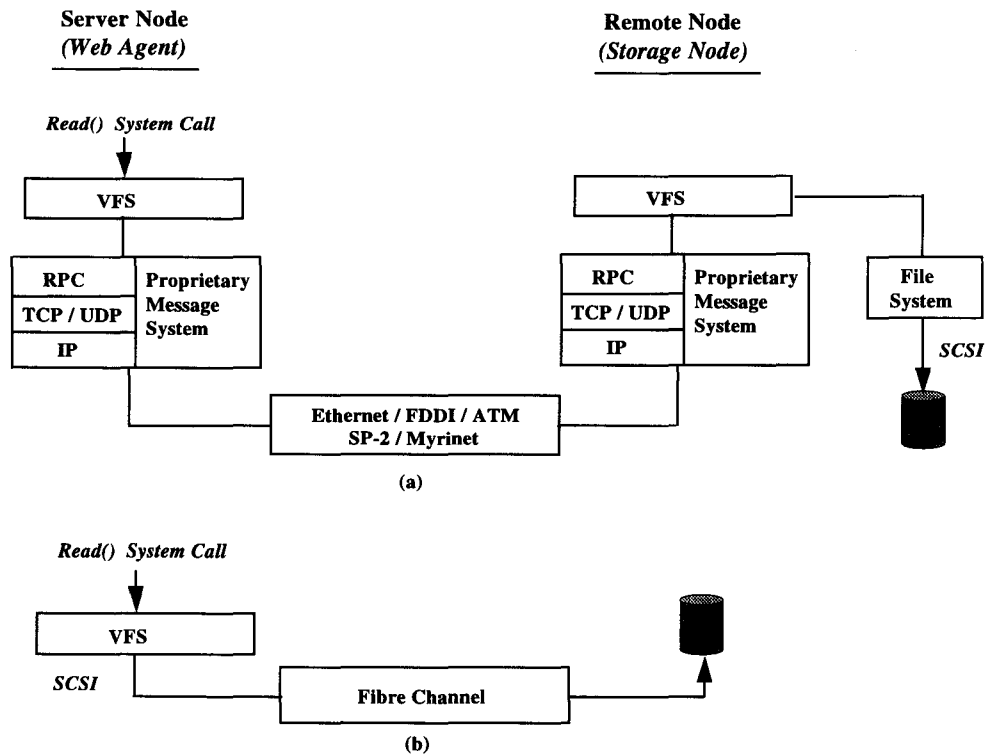 Server Node
(Web Agent)
Remote Node
(Storage Node)
Read() System Call
VFS
RPC
TCP / UDP
IP
Proprietary
Message
System
VFS
RPC
TCP / UDP
IP
Proprietary
Message
System
File
System
SCSI
Ethernet / FDDI / ATM
SP-2 / Myrinet
(a)
Read() System Call
VFS
SCSI
Fibre Channel
(b)